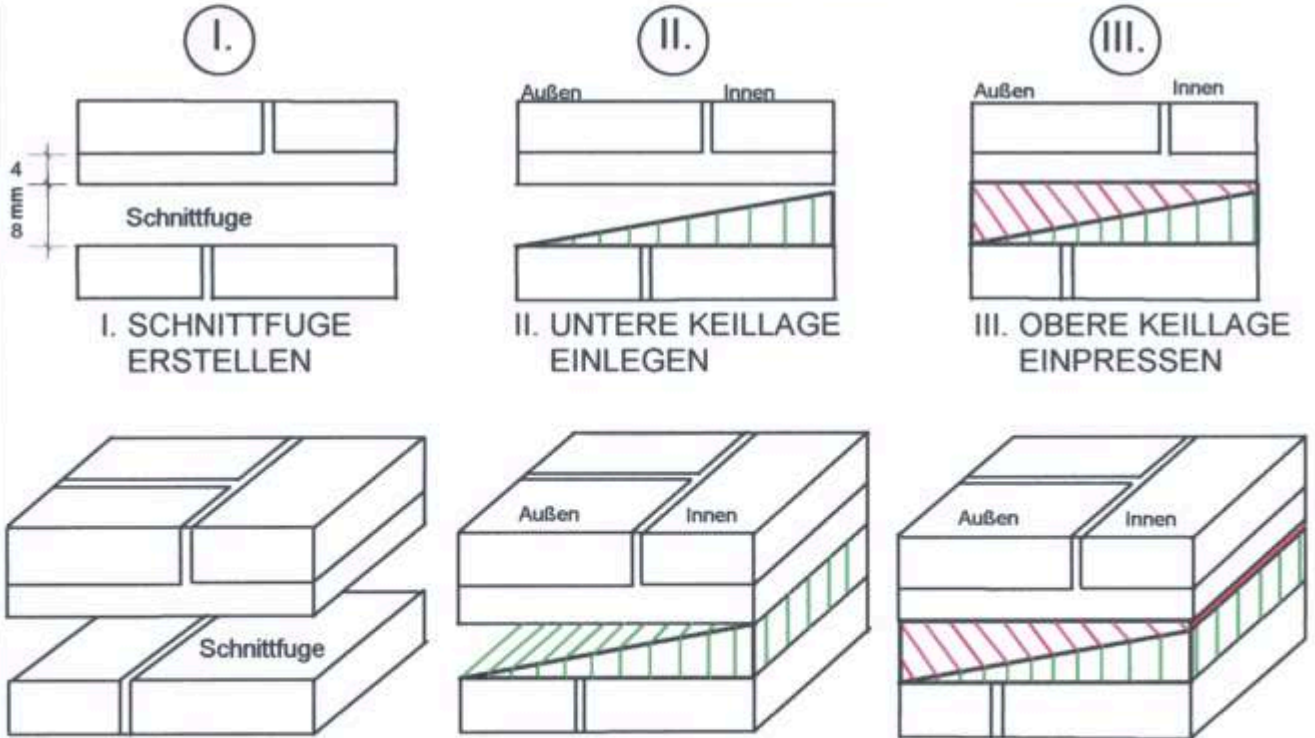 I.
II.
III.
Außen Innen
Außen Innen
4
mm
8
Schnittfuge
I. SCHNITTFUGE
ERSTELLEN
II. UNTERE KEILLAGE
EINLEGEN
III. OBERE KEILLAGE
EINPRESSEN
Schnittfuge
Außen Innen
Außen Innen